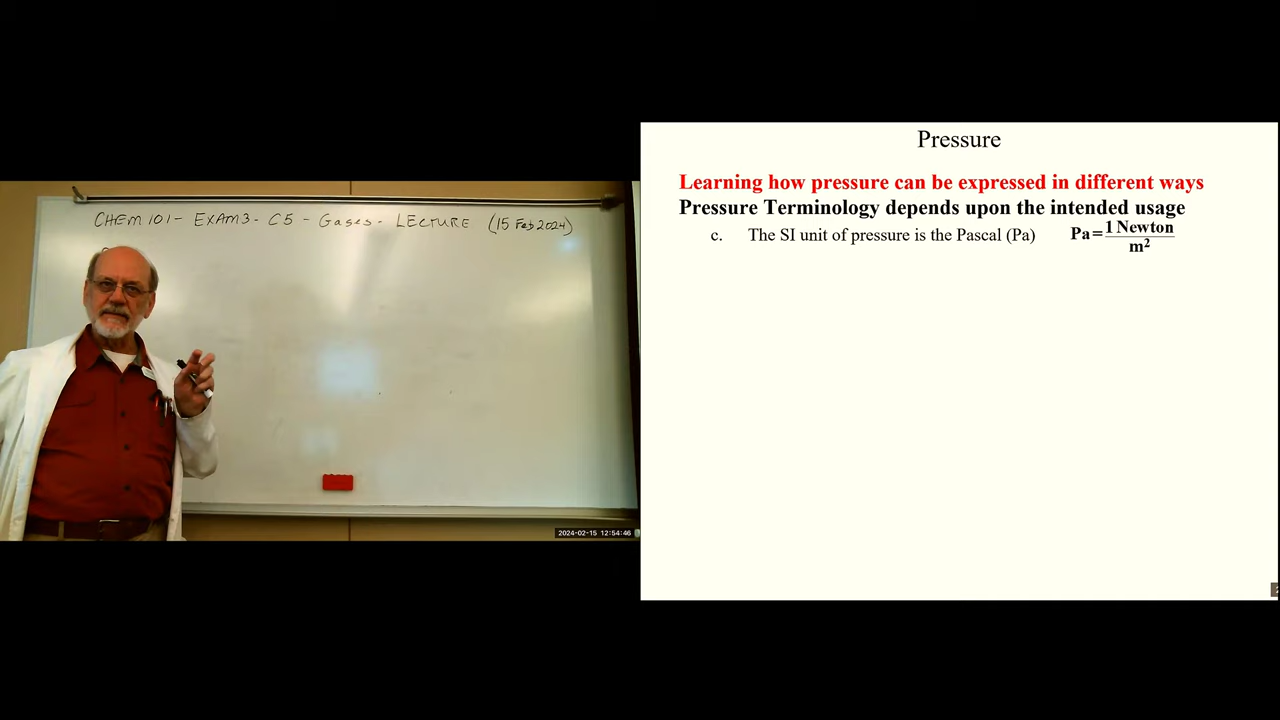 CHEM 101 - EXAM 3 - C5 - Gases - LECTURE (15 Feb 2024)
2024-02-15 12:54:46
Pressure
Learning how pressure can be expressed in different ways
Pressure Terminology depends upon the intended usage
c. The SI unit of pressure is the Pascal (Pa) Pa = 1 Newton / m²